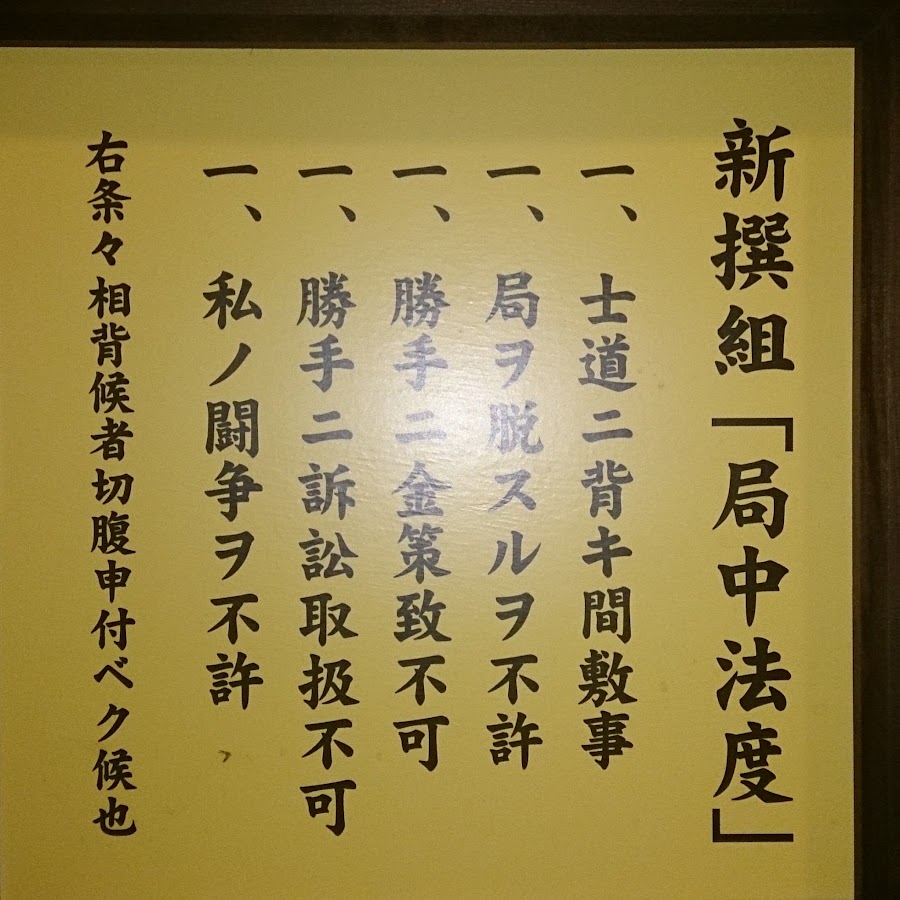 新撰組「局中法度」
一、士道ニ背キ間敷事
一、局ヲ脱スルヲ不許
一、勝手ニ金策致不可
一、勝手ニ訴訟取扱不可
一、私ノ闘争ヲ不許
右条々相背候者切腹申付ベク候也